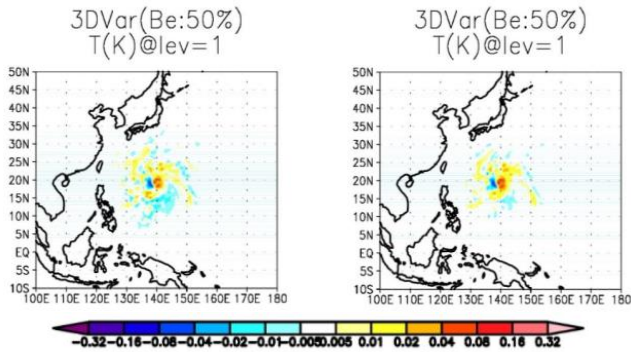 3DVar(Be:50%)
T(K)@lev=1
50N
45N
40N
35N
30N
25N
20N
15N
10N
5N
EQ
5S
10S
100E 110E 120E 130E 140E 150E 160E 170E 180
3DVar(Be:50%)
T(K)@lev=1
50N
45N
40N
35N
30N
25N
20N
15N
10N
5N
EQ
5S
10S
100E 110E 120E 130E 140E 150E 160E 170E 180
-0.32 -0.16 -0.08 -0.04 -0.02 -0.01 -0.005 0.005 0.01 0.02 0.04 0.08 0.16 0.32